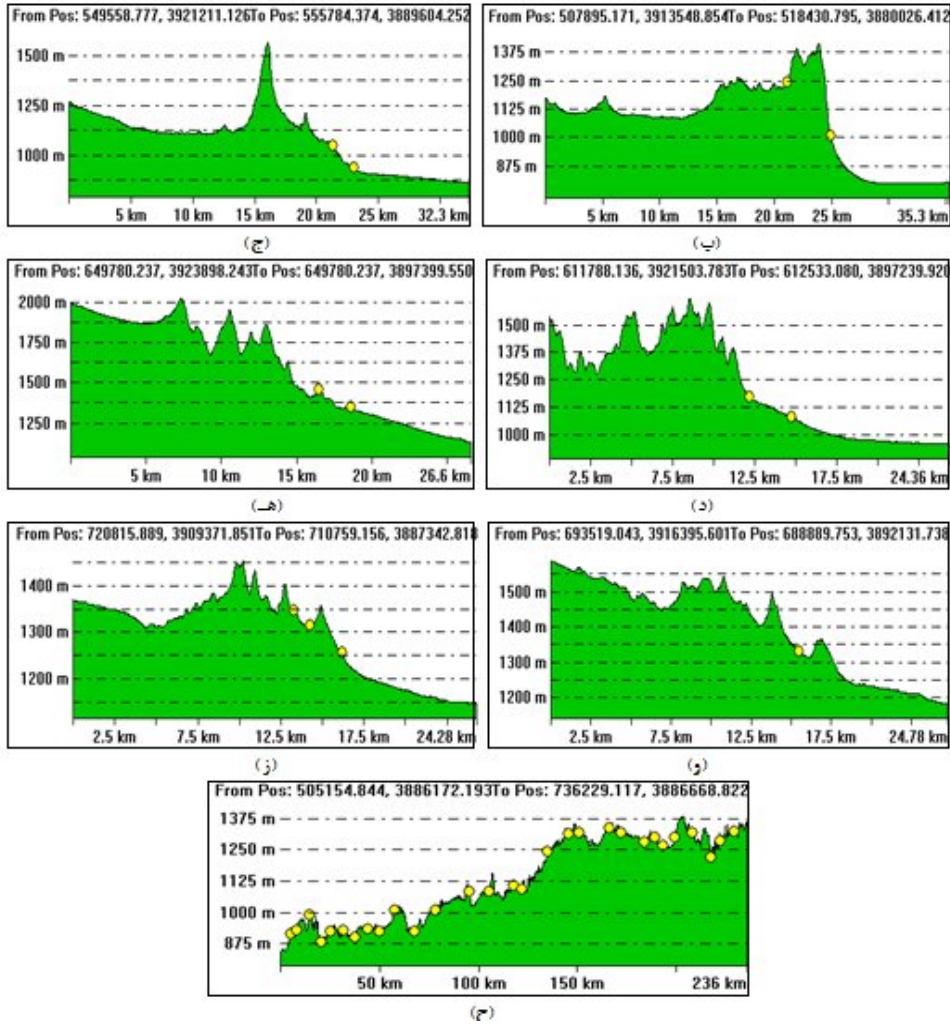 From Pos: 549558.777, 3921211.126To Pos: 555784.374, 3889604.252
1500 m
1250 m
1000 m
5 km 10 km 15 km 20 km 25 km 32.3 km
(ج)
From Pos: 507895.171, 3913548.854To Pos: 518430.795, 3880026.412
1375 m
1250 m
1125 m
1000 m
875 m
5 km 10 km 15 km 20 km 25 km 35.3 km
(ب)
From Pos: 649780.237, 3923898.243To Pos: 649780.237, 3897399.550
2000 m
1750 m
1500 m
1250 m
5 km 10 km 15 km 20 km 26.6 km
(هـ)
From Pos: 611788.136, 3921503.783To Pos: 612533.080, 3897239.920
1500 m
1375 m
1250 m
1125 m
1000 m
2.5 km 7.5 km 12.5 km 17.5 km 24.36 km
(د)
From Pos: 720815.889, 3909371.851To Pos: 710759.156, 3887342.818
1400 m
1300 m
1200 m
2.5 km 7.5 km 12.5 km 17.5 km 24.28 km
(ز)
From Pos: 693519.043, 3916395.601To Pos: 688889.753, 3892131.738
1500 m
1400 m
1300 m
1200 m
2.5 km 7.5 km 12.5 km 17.5 km 24.78 km
(و)
From Pos: 505154.844, 3886172.193To Pos: 736229.117, 3886668.822
1375 m
1250 m
1125 m
1000 m
875 m
50 km 100 km 150 km 236 km
(ح)